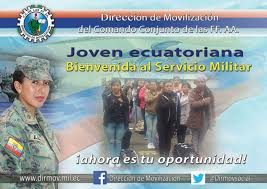 Dirección de Movilización
del Comando Conjunto de las FF. AA.
Joven ecuatoriana
Bienvenida al Servicio Militar
¡ahora es tu oportunidad!
www.dirmov.mil.ec
Dirección de Movilización
@Dirmovsocial